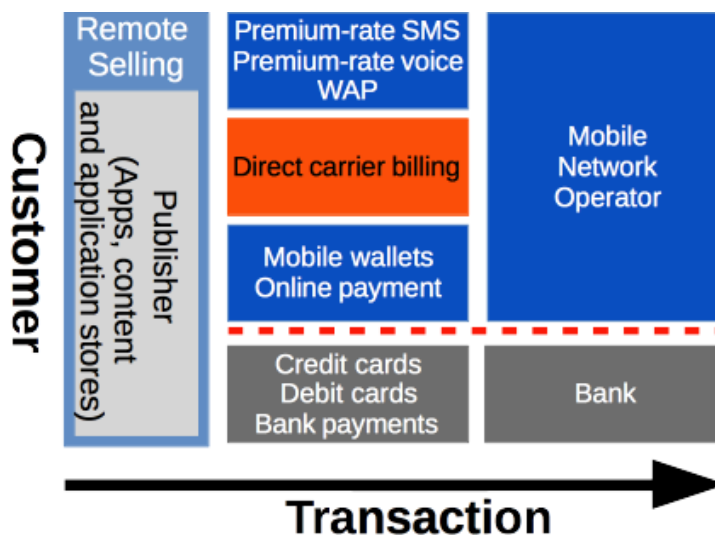 Customer
Remote
Selling
Publisher
(Apps, content
and application stores)
Premium-rate SMS
Premium-rate voice
WAP
Direct carrier billing
Mobile wallets
Online payment
Credit cards
Debit cards
Bank payments
Mobile
Network
Operator
Bank
Transaction